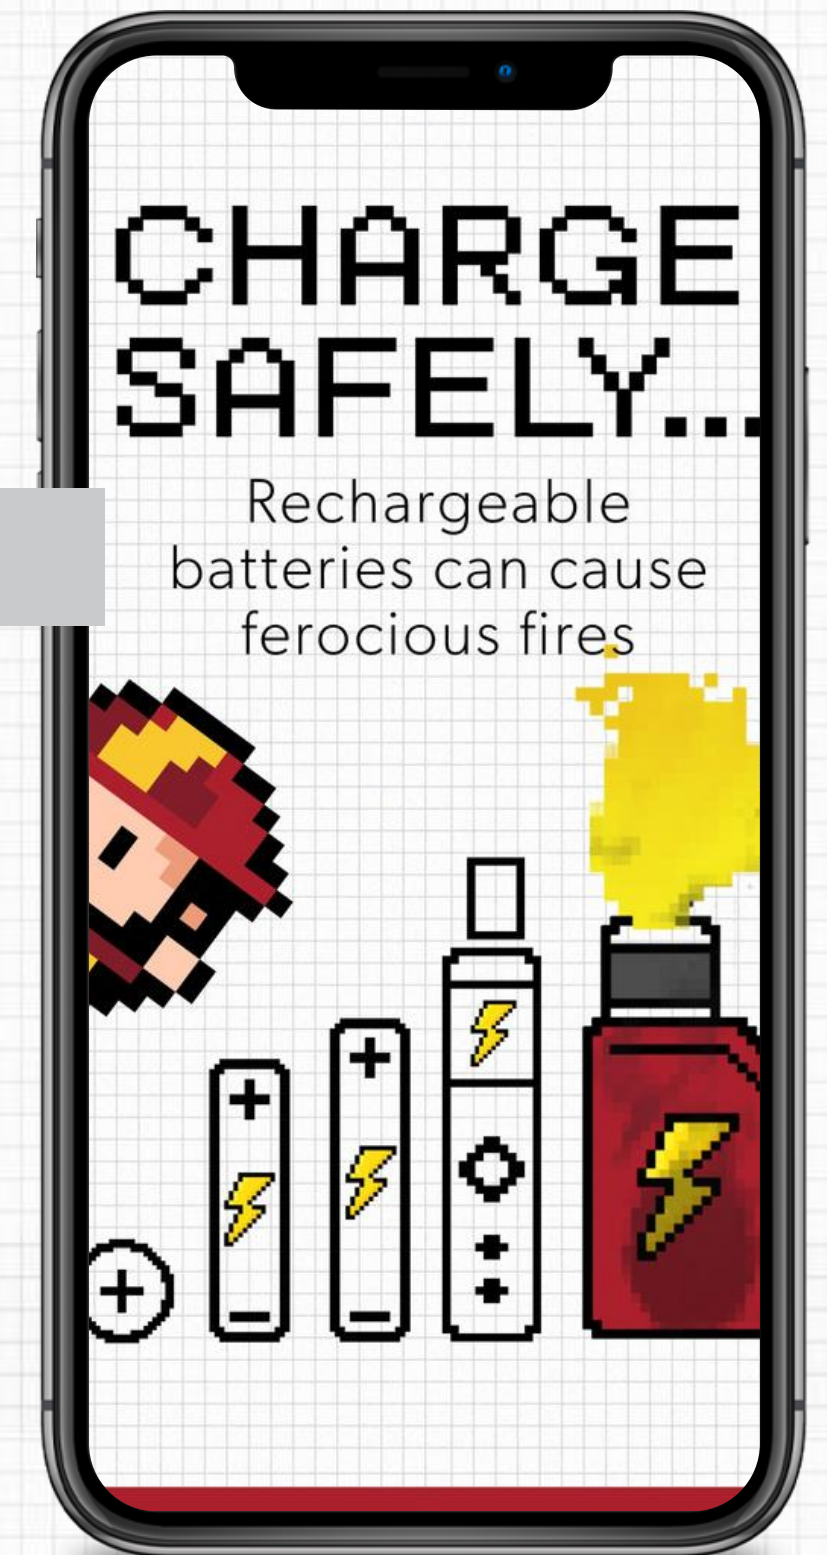 CHARGE
SAFELY...
Rechargeable
batteries can cause
ferocious fires
+
+
+